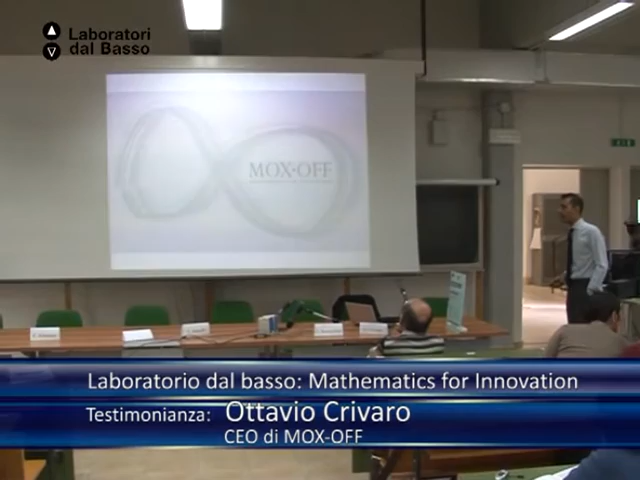 Laboratori
dal Basso
MOX-OFF
Laboratorio dal basso: Mathematics for Innovation
Testimonianza: Ottavio Crivaro
CEO di MOX-OFF